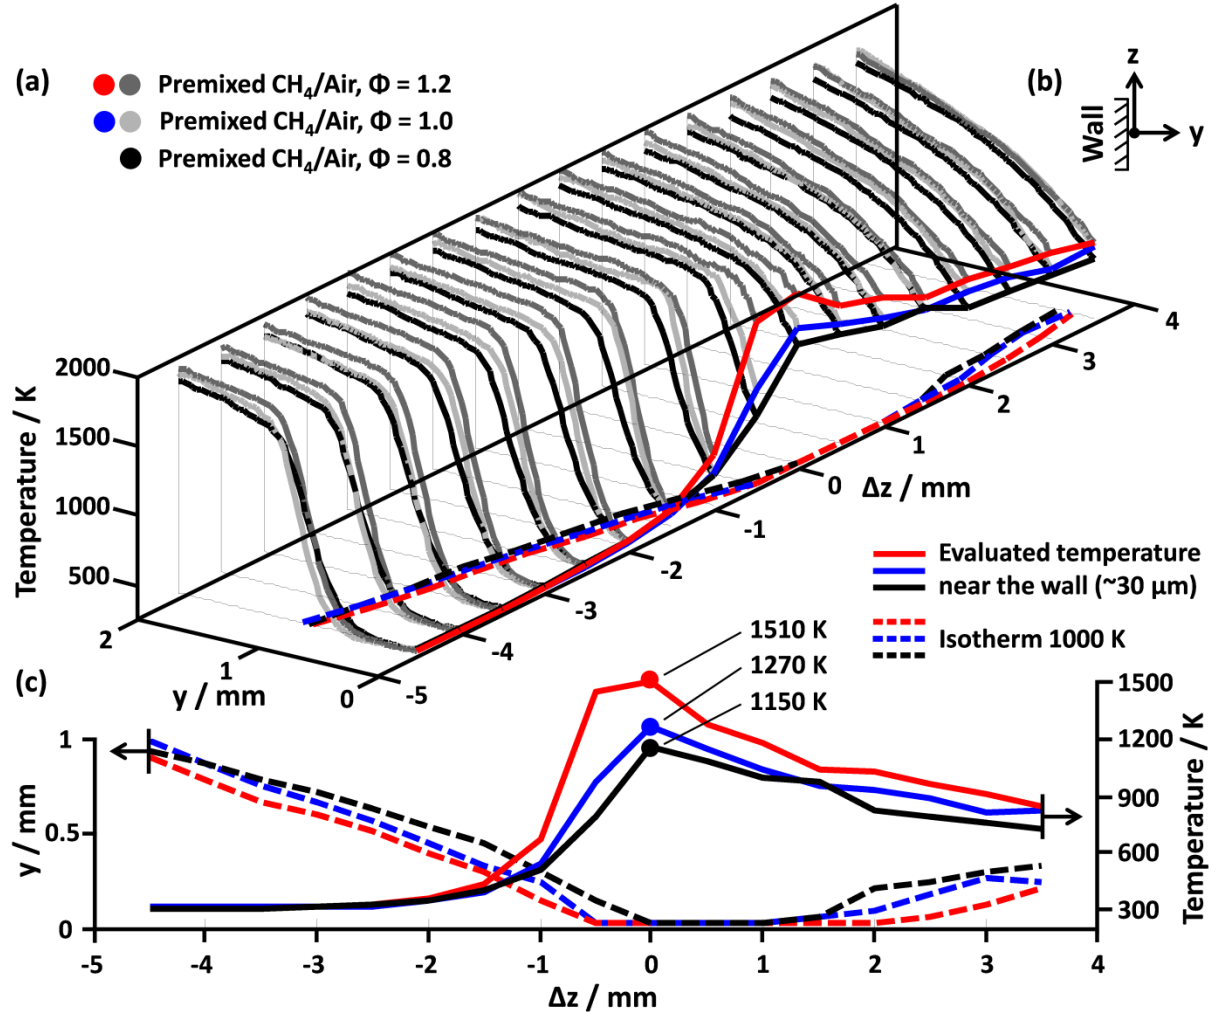 (a)
Premixed CH₄/Air, Φ = 1.2
Premixed CH₄/Air, Φ = 1.0
Premixed CH₄/Air, Φ = 0.8
(b)
z
y
Wall
Temperature / K
2000
1500
1000
500
2
1
0
y / mm
-5
-4
-3
-2
-1
0
1
2
3
4
Δz / mm
Evaluated temperature
near the wall (~30 µm)
Isotherm 1000 K
(c)
1510 K
1270 K
1150 K
y / mm
1
0.5
0
Temperature / K
1500
1200
900
600
300
-5
-4
-3
-2
-1
0
1
2
3
4
Δz / mm